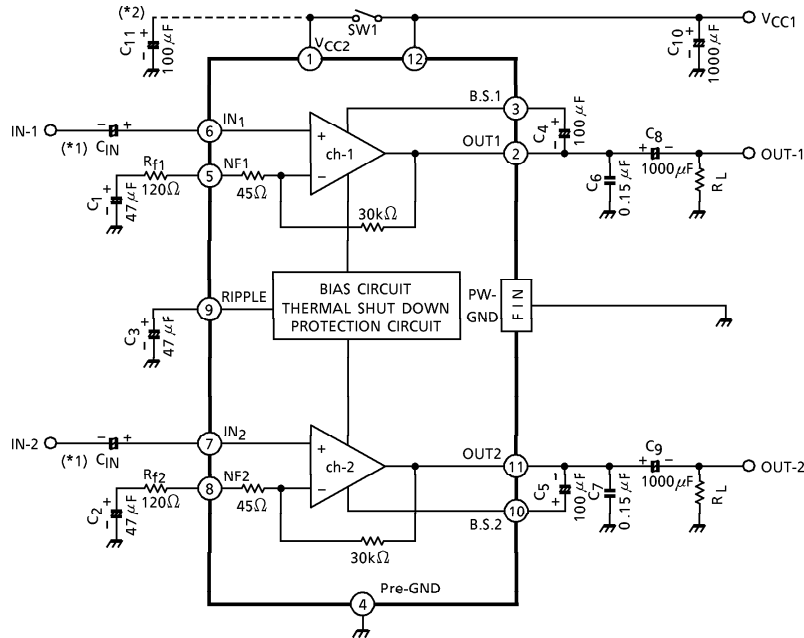 (*2)
C11
100µF
SW1
VCC1
VCC2
1
12
C10
1000µF
B.S.1
3
C4
100µF
IN-1
(*1)
CIN
6
IN1
ch-1
OUT1
2
C8
1000µF
OUT-1
C6
0.15µF
RL
Rf1
120Ω
C1
47µF
5
NF1
45Ω
30kΩ
BIAS CIRCUIT
THERMAL SHUT DOWN
PROTECTION CIRCUIT
9
RIPPLE
C3
47µF
PW-
GND
FIN
IN-2
(*1)
CIN
7
IN2
ch-2
OUT2
11
C9
1000µF
OUT-2
C5
100µF
C7
0.15µF
RL
Rf2
120Ω
C2
47µF
8
NF2
45Ω
30kΩ
10
B.S.2
Pre-GND
4